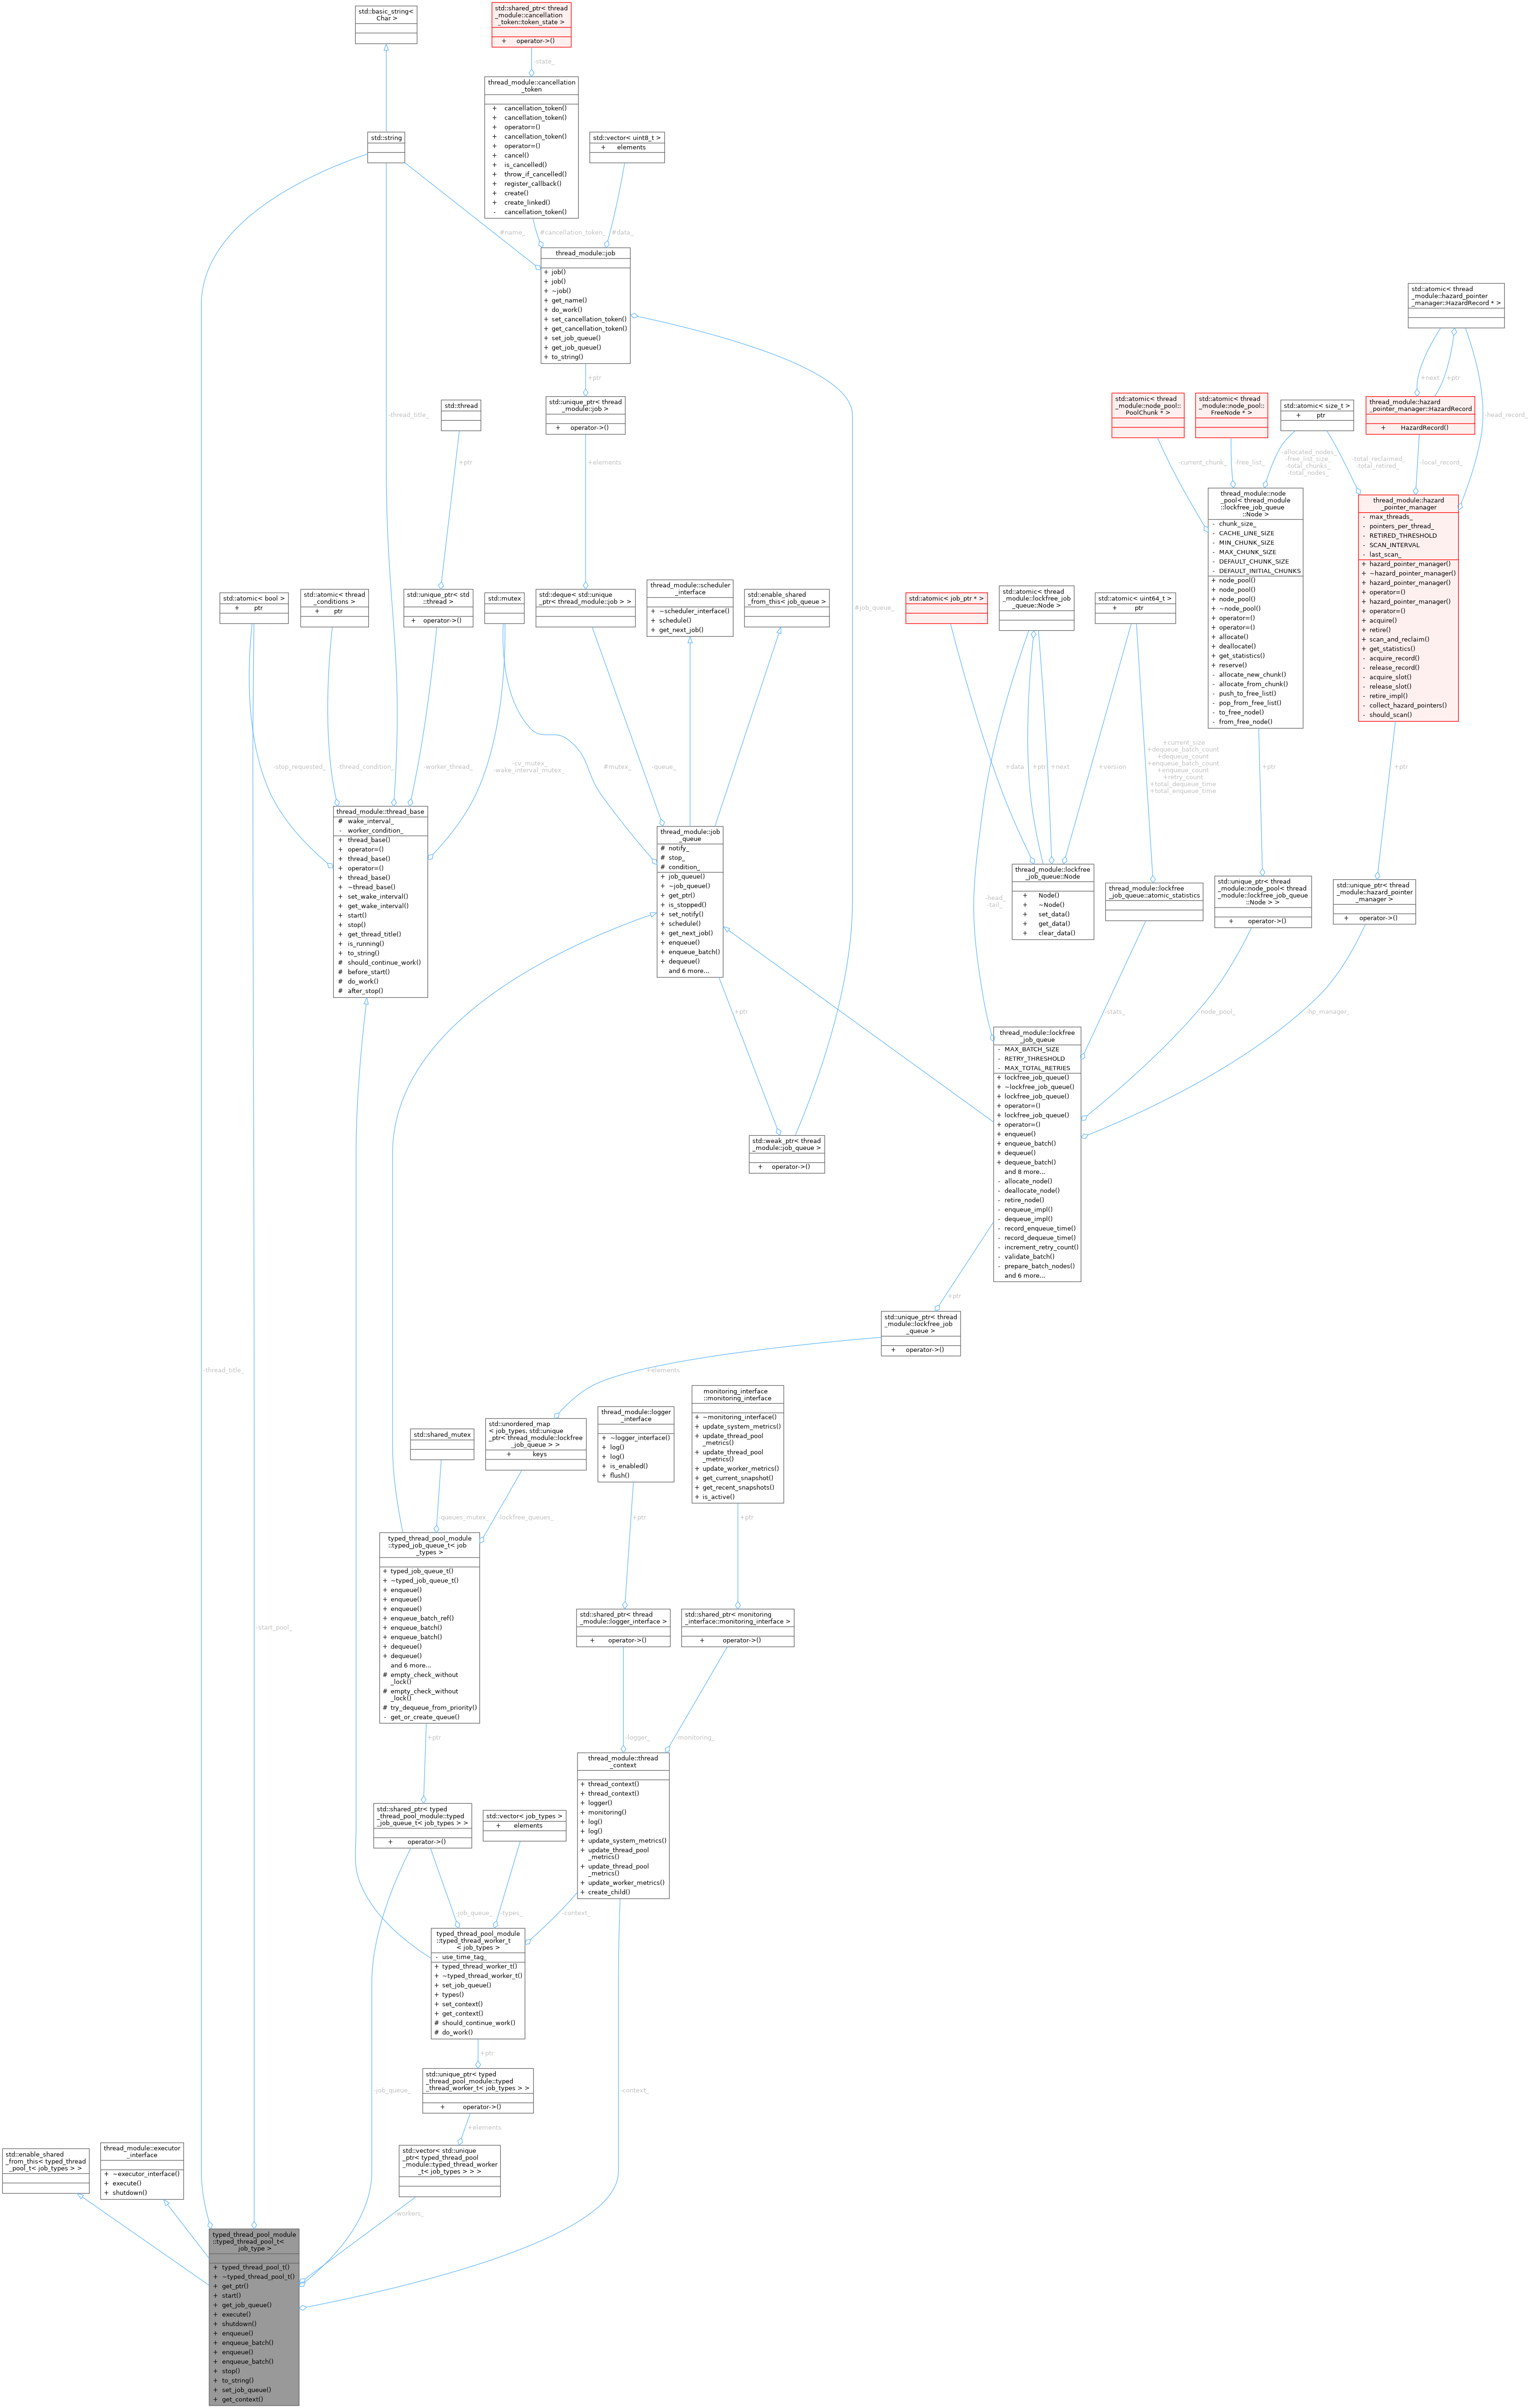 std::basic_string<
Char >
std::shared_ptr< thread
_module::cancellation
_token::token_state >
+ operator->()
-state_
thread_module::cancellation
_token
+ cancellation_token()
+ cancellation_token()
+ operator=()
+ cancellation_token()
+ operator=()
+ cancel()
+ is_cancelled()
+ throw_if_cancelled()
+ register_callback()
+ create()
+ create_linked()
- cancellation_token()
std::string
std::vector< uint8_t >
+ elements
#name_
#cancellation_token_
#data_
thread_module::job
+ job()
+ job()
+ ~job()
+ get_name()
+ do_work()
+ set_cancellation_token()
+ get_cancellation_token()
+ set_job_queue()
+ get_job_queue()
+ to_string()
+ptr
std::unique_ptr< thread
_module::job >
+ operator->()
+elements
-thread_title_
std::thread
+ptr
std::atomic< thread
_module::hazard_pointer
_manager::HazardRecord * >
+next
+ptr
-head_record_
std::atomic< thread
_module::node_pool::
PoolChunk * >
std::atomic< thread
_module::node_pool::
FreeNode * >
std::atomic< size_t >
+ ptr
thread_module::hazard
_pointer_manager::HazardRecord
+ HazardRecord()
-current_chunk_
-free_list_
-allocated_nodes_
-free_list_size_
-total_chunks_
-total_nodes_
-total_reclaimed_
-total_retired_
-local_record_
thread_module::node
_pool< thread_module
::lockfree_job_queue
::Node >
- chunk_size_
- CACHE_LINE_SIZE
- MIN_CHUNK_SIZE
- MAX_CHUNK_SIZE
- DEFAULT_CHUNK_SIZE
- DEFAULT_INITIAL_CHUNKS
+ node_pool()
+ node_pool()
+ node_pool()
+ ~node_pool()
+ operator=()
+ operator=()
+ allocate()
+ deallocate()
+ get_statistics()
+ reserve()
- allocate_new_chunk()
- allocate_from_chunk()
- push_to_free_list()
- pop_from_free_list()
- to_free_node()
- from_free_node()
thread_module::hazard
_pointer_manager
- max_threads_
- pointers_per_thread_
- RETIRED_THRESHOLD
- SCAN_INTERVAL
- last_scan_
+ hazard_pointer_manager()
+ ~hazard_pointer_manager()
+ hazard_pointer_manager()
+ operator=()
+ hazard_pointer_manager()
+ operator=()
+ acquire()
+ retire()
+ scan_and_reclaim()
+ get_statistics()
- acquire_record()
- release_record()
- acquire_slot()
- release_slot()
- retire_impl()
- collect_hazard_pointers()
- should_scan()
std::atomic< bool >
+ ptr
std::atomic< thread
_conditions >
+ ptr
std::unique_ptr< std
::thread >
+ operator->()
std::mutex
std::deque< std::unique
_ptr< thread_module::job > >
thread_module::scheduler
_interface
+ ~scheduler_interface()
+ schedule()
+ get_next_job()
std::enable_shared
_from_this< job_queue >
#job_queue_
std::atomic< job_ptr * >
std::atomic< thread
_module::lockfree_job
_queue::Node >
std::atomic< uint64_t >
+ ptr
-stop_requested_
-thread_condition_
-worker_thread_
-cv_mutex_
-wake_interval_mutex_
#mutex_
-queue_
+data
+ptr
+next
+version
+current_size
+dequeue_batch_count
+dequeue_count
+enqueue_batch_count
+enqueue_count
+retry_count
+total_dequeue_time
+total_enqueue_time
+ptr
+ptr
thread_module::thread_base
# wake_interval_
- worker_condition_
+ thread_base()
+ operator=()
+ thread_base()
+ operator=()
+ thread_base()
+ ~thread_base()
+ set_wake_interval()
+ get_wake_interval()
+ start()
+ stop()
+ get_thread_title()
+ is_running()
+ to_string()
# should_continue_work()
# before_start()
# do_work()
# after_stop()
thread_module::job
_queue
# notify_
# stop_
# condition_
+ job_queue()
+ ~job_queue()
+ get_ptr()
+ is_stopped()
+ set_notify()
+ schedule()
+ get_next_job()
+ enqueue()
+ enqueue_batch()
+ dequeue()
and 6 more...
thread_module::lockfree
_job_queue::Node
+ Node()
+ ~Node()
+ set_data()
+ get_data()
+ clear_data()
thread_module::lockfree
_job_queue::atomic_statistics
std::unique_ptr< thread
_module::node_pool< thread
_module::lockfree_job_queue
::Node > >
+ operator->()
std::unique_ptr< thread
_module::hazard_pointer
_manager >
+ operator->()
-head_
-tail_
+ptr
-stats_
-node_pool_
-hp_manager_
thread_module::lockfree
_job_queue
- MAX_BATCH_SIZE
- RETRY_THRESHOLD
- MAX_TOTAL_RETRIES
+ lockfree_job_queue()
+ ~lockfree_job_queue()
+ lockfree_job_queue()
+ operator=()
+ lockfree_job_queue()
+ operator=()
+ enqueue()
+ enqueue_batch()
+ dequeue()
+ dequeue_batch()
and 8 more...
- allocate_node()
- deallocate_node()
- retire_node()
- enqueue_impl()
- dequeue_impl()
- record_enqueue_time()
- record_dequeue_time()
- increment_retry_count()
- validate_batch()
- prepare_batch_nodes()
and 6 more...
std::weak_ptr< thread
_module::job_queue >
+ operator->()
+ptr
std::unique_ptr< thread
_module::lockfree_job
_queue >
+ operator->()
-thread_title_
+elements
std::shared_mutex
std::unordered_map
< job_types, std::unique
_ptr< thread_module::lockfree
_job_queue > >
+ keys
thread_module::logger
_interface
+ ~logger_interface()
+ log()
+ log()
+ is_enabled()
+ flush()
monitoring_interface
::monitoring_interface
+ ~monitoring_interface()
+ update_system_metrics()
+ update_thread_pool
_metrics()
+ update_thread_pool
_metrics()
+ update_worker_metrics()
+ get_current_snapshot()
+ get_recent_snapshots()
+ is_active()
-queues_mutex_
-lockfree_queues_
+ptr
+ptr
typed_thread_pool_module
::typed_job_queue_t< job
_types >
+ typed_job_queue_t()
+ ~typed_job_queue_t()
+ enqueue()
+ enqueue()
+ enqueue()
+ enqueue_batch_ref()
+ enqueue_batch()
+ enqueue_batch()
+ dequeue()
+ dequeue()
and 6 more...
# empty_check_without
_lock()
# empty_check_without
_lock()
# try_dequeue_from_priority()
- get_or_create_queue()
-start_pool_
std::shared_ptr< thread
_module::logger_interface >
+ operator->()
std::shared_ptr< monitoring
_interface::monitoring_interface >
+ operator->()
+ptr
-logger_
-monitoring_
thread_module::thread
_context
+ thread_context()
+ thread_context()
+ logger()
+ monitoring()
+ log()
+ log()
+ update_system_metrics()
+ update_thread_pool
_metrics()
+ update_thread_pool
_metrics()
+ update_worker_metrics()
+ create_child()
std::shared_ptr< typed
_thread_pool_module::typed
_job_queue_t< job_types > >
+ operator->()
std::vector< job_types >
+ elements
-job_queue_
-types_
-context_
typed_thread_pool_module
::typed_thread_worker_t
< job_types >
- use_time_tag_
+ typed_thread_worker_t()
+ ~typed_thread_worker_t()
+ set_job_queue()
+ types()
+ set_context()
+ get_context()
# should_continue_work()
# do_work()
+ptr
std::unique_ptr< typed
_thread_pool_module::typed
_thread_worker_t< job_types > >
+ operator->()
-job_queue_
-context_
+elements
std::enable_shared
_from_this< typed_thread
_pool_t< job_types > >
thread_module::executor
_interface
+ ~executor_interface()
+ execute()
+ shutdown()
std::vector< std::unique
_ptr< typed_thread_pool
_module::typed_thread_worker
_t< job_types > > >
-workers_
typed_thread_pool_module
::typed_thread_pool_t<
job_type >
+ typed_thread_pool_t()
+ ~typed_thread_pool_t()
+ get_ptr()
+ start()
+ get_job_queue()
+ execute()
+ shutdown()
+ enqueue()
+ enqueue_batch()
+ enqueue()
+ enqueue_batch()
+ stop()
+ to_string()
+ set_job_queue()
+ get_context()